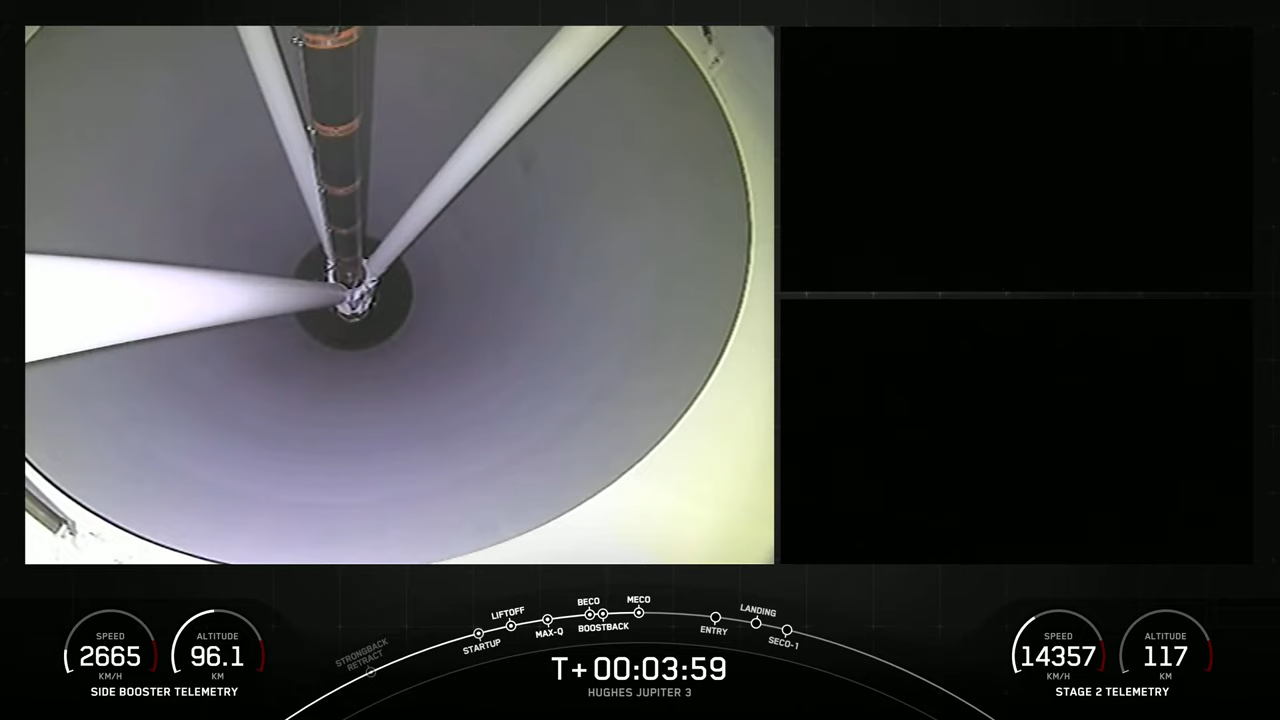 STRONGBACK
RETRACT
STARTUP
LIFTOFF
MAX-Q
BECO
BOOSTBACK
MECO
ENTRY
LANDING
SECO-1
SPEED
2665
KM/H
ALTITUDE
96.1
KM
SIDE BOOSTER TELEMETRY
T+ 00:03:59
HUGHES JUPITER 3
SPEED
14357
KM/H
ALTITUDE
117
KM
STAGE 2 TELEMETRY